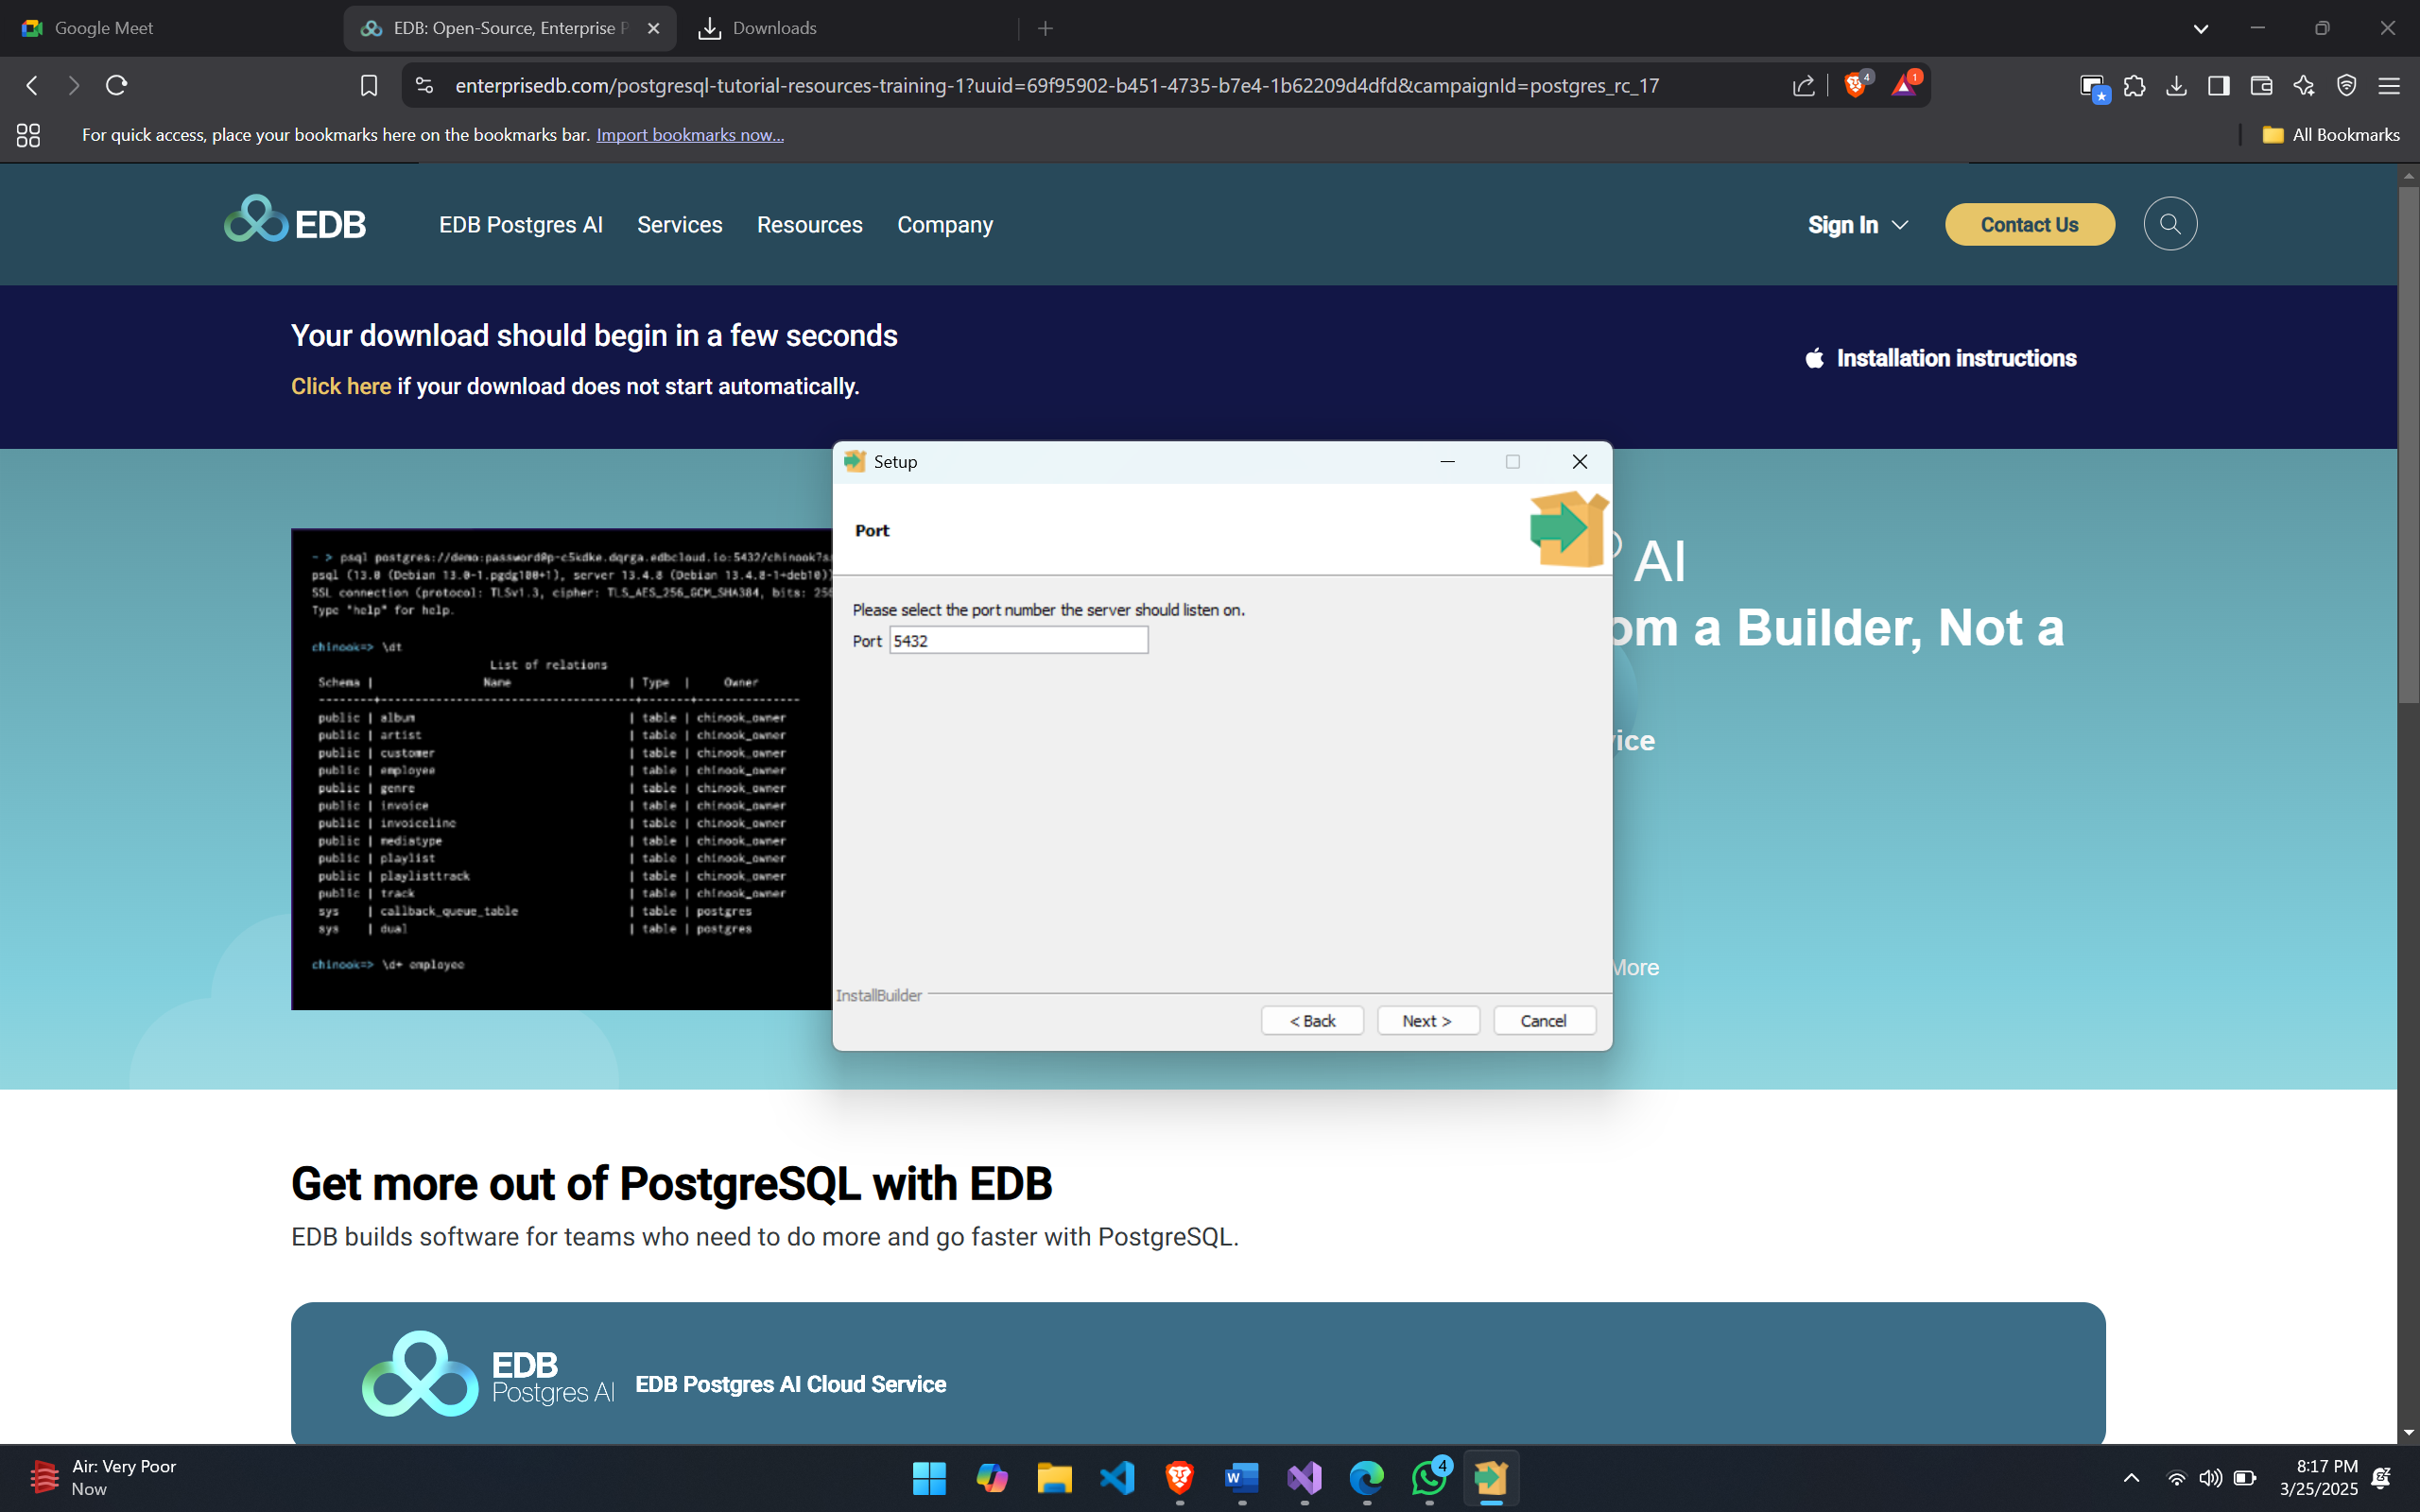 Google Meet
EDB: Open-Source, Enterprise P
Downloads
enterprisedb.com/postgresql-tutorial-resources-training-1?uuid=69f95902-b451-4735-b7e4-1b62209d4dfd&campaignId=postgres_rc_17
4
1
For quick access, place your bookmarks here on the bookmarks bar. Import bookmarks now...
All Bookmarks
EDB
EDB Postgres AI
Services
Resources
Company
Sign In
Contact Us
Your download should begin in a few seconds
Click here if your download does not start automatically.
Installation instructions
Setup
Port
Please select the port number the server should listen on.
Port 5432
InstallBuilder
< Back
Next >
Cancel
AI
om a Builder, Not a
vice
More
~ > psql postgres://demo:password@p-c5kdke.dqrga.edbcloud.io:5432/chinook?s
psql (13.0 (Debian 13.0-1.pgdg100+1), server 13.4.8 (Debian 13.4.8-1+deb10))
SSL connection (protocol: TLSv1.3, cipher: TLS_AES_256_GCM_SHA384, bits: 256
Type "help" for help.
chinook=> \dt
List of relations
Schema | Name | Type | Owner
public | album | table | chinook_owner
public | artist | table | chinook_owner
public | customer | table | chinook_owner
public | employee | table | chinook_owner
public | genre | table | chinook_owner
public | invoice | table | chinook_owner
public | invoiceline | table | chinook_owner
public | mediatype | table | chinook_owner
public | playlist | table | chinook_owner
public | playlisttrack | table | chinook_owner
public | track | table | chinook_owner
sys | callback_queue_table | table | postgres
sys | dual | table | postgres
chinook=> \d+ employee
Get more out of PostgreSQL with EDB
EDB builds software for teams who need to do more and go faster with PostgreSQL.
EDB
Postgres AI
EDB Postgres AI Cloud Service
Air: Very Poor
Now
4
8:17 PM
3/25/2025